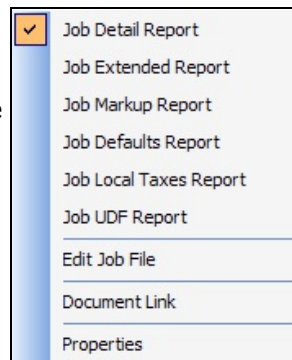 Job Detail Report
Job Extended Report
Job Markup Report
Job Defaults Report
Job Local Taxes Report
Job UDF Report
Edit Job File
Document Link
Properties